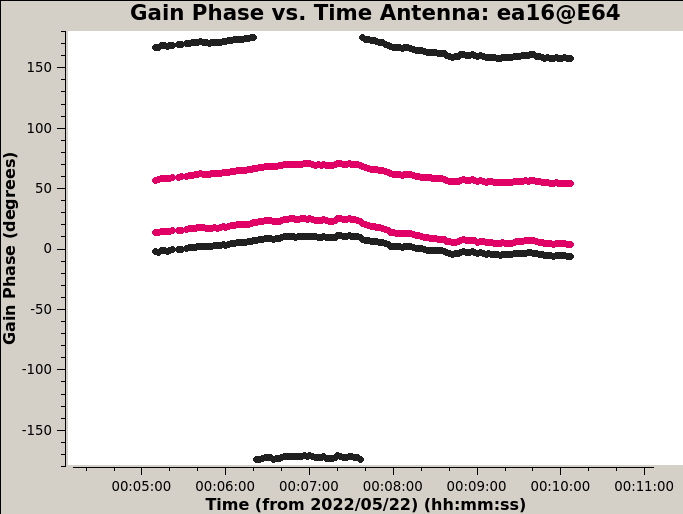 Gain Phase vs. Time Antenna: ea16@E64
Gain Phase (degrees)
150
100
50
0
-50
-100
-150
00:05:00 00:06:00 00:07:00 00:08:00 00:09:00 00:10:00 00:11:00
Time (from 2022/05/22) (hh:mm:ss)